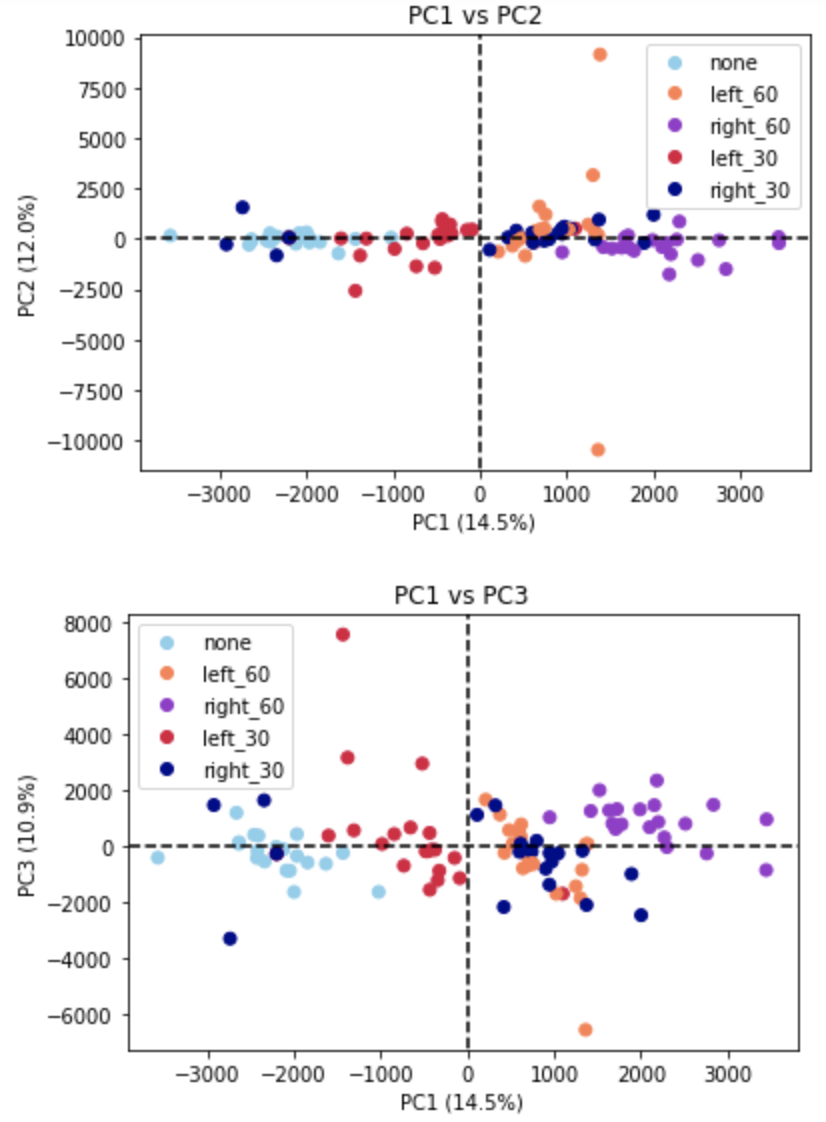 PC1 vs PC2
10000
7500
5000
2500
0
−2500
−5000
−7500
−10000
PC2 (12.0%)
none
left_60
right_60
left_30
right_30
−3000 −2000 −1000 0 1000 2000 3000
PC1 (14.5%)
PC1 vs PC3
8000
6000
4000
2000
0
−2000
−4000
−6000
PC3 (10.9%)
none
left_60
right_60
left_30
right_30
−3000 −2000 −1000 0 1000 2000 3000
PC1 (14.5%)